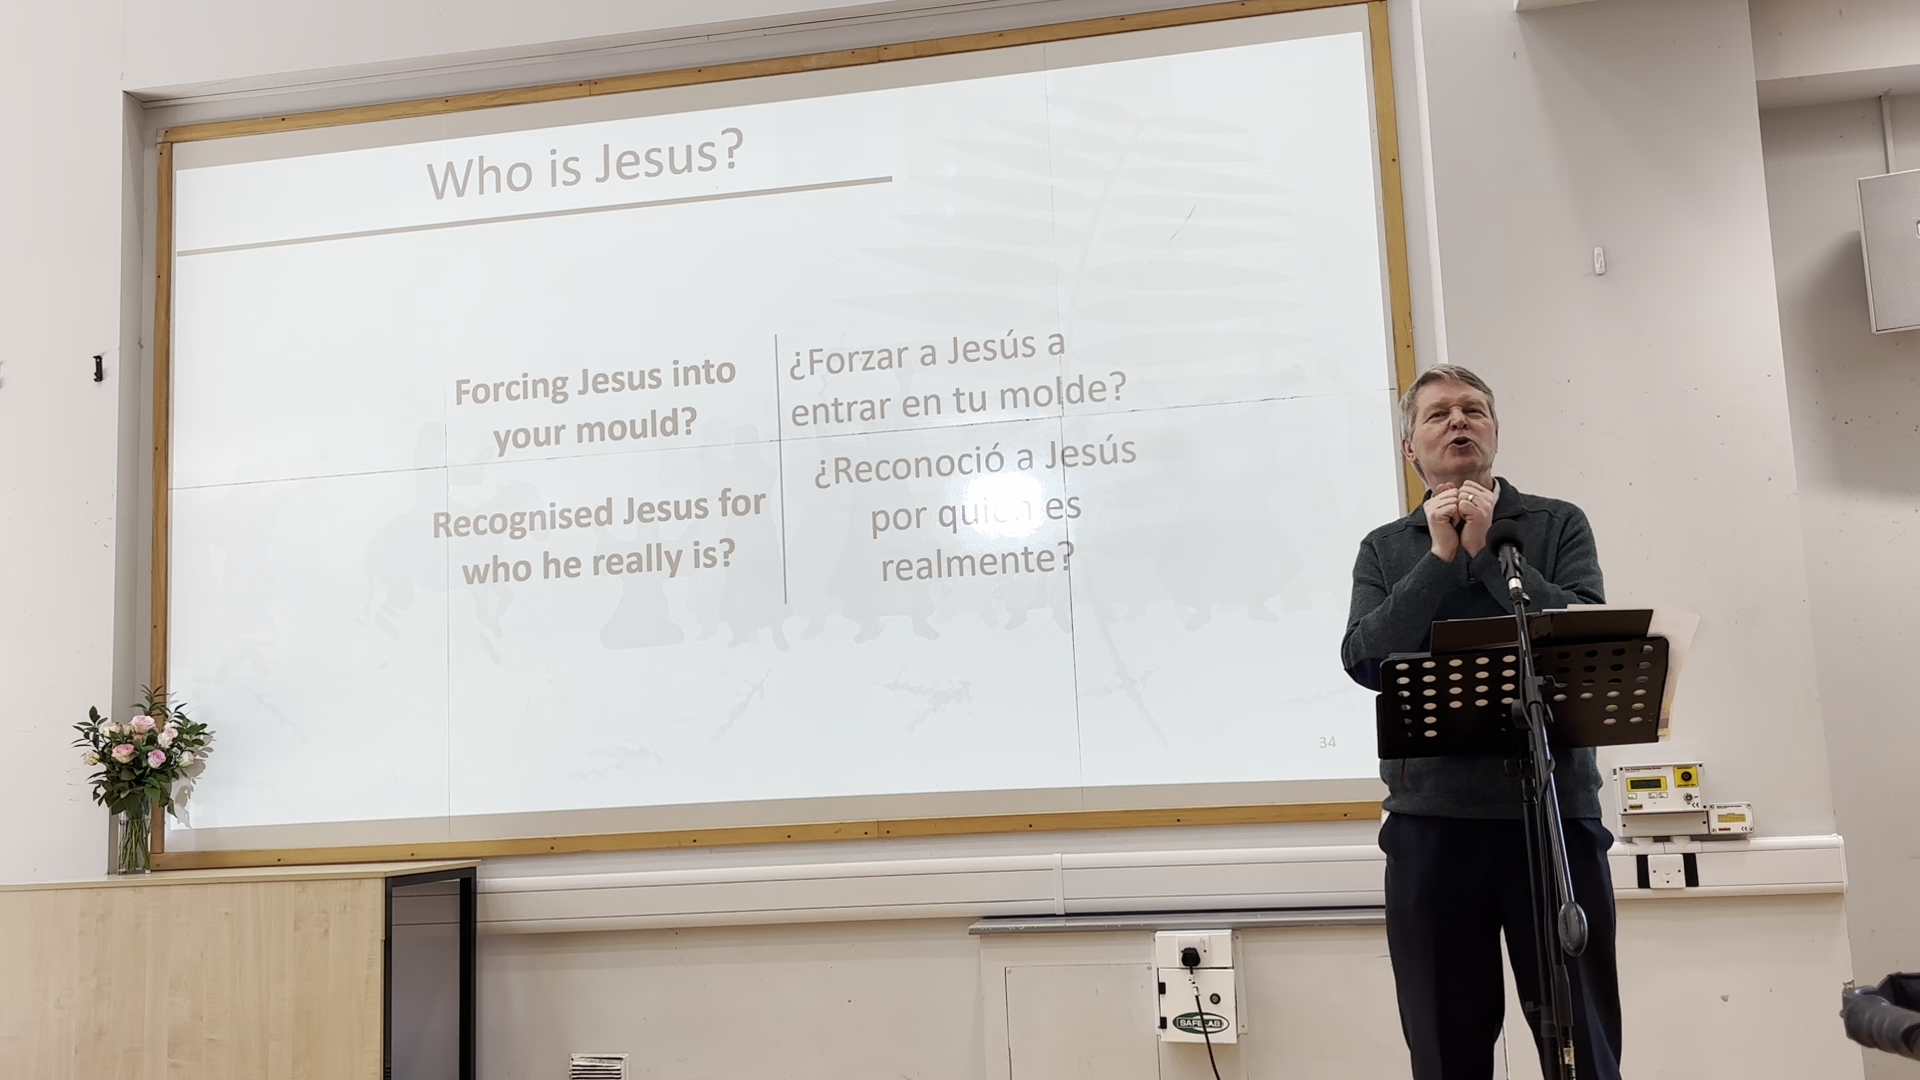 Who is Jesus?
Forcing Jesus into
your mould?
Recognised Jesus for
who he really is?
¿Forzar a Jesús a
entrar en tu molde?
¿Reconoció a Jesús
por quien es
realmente?
34
SAFELAB